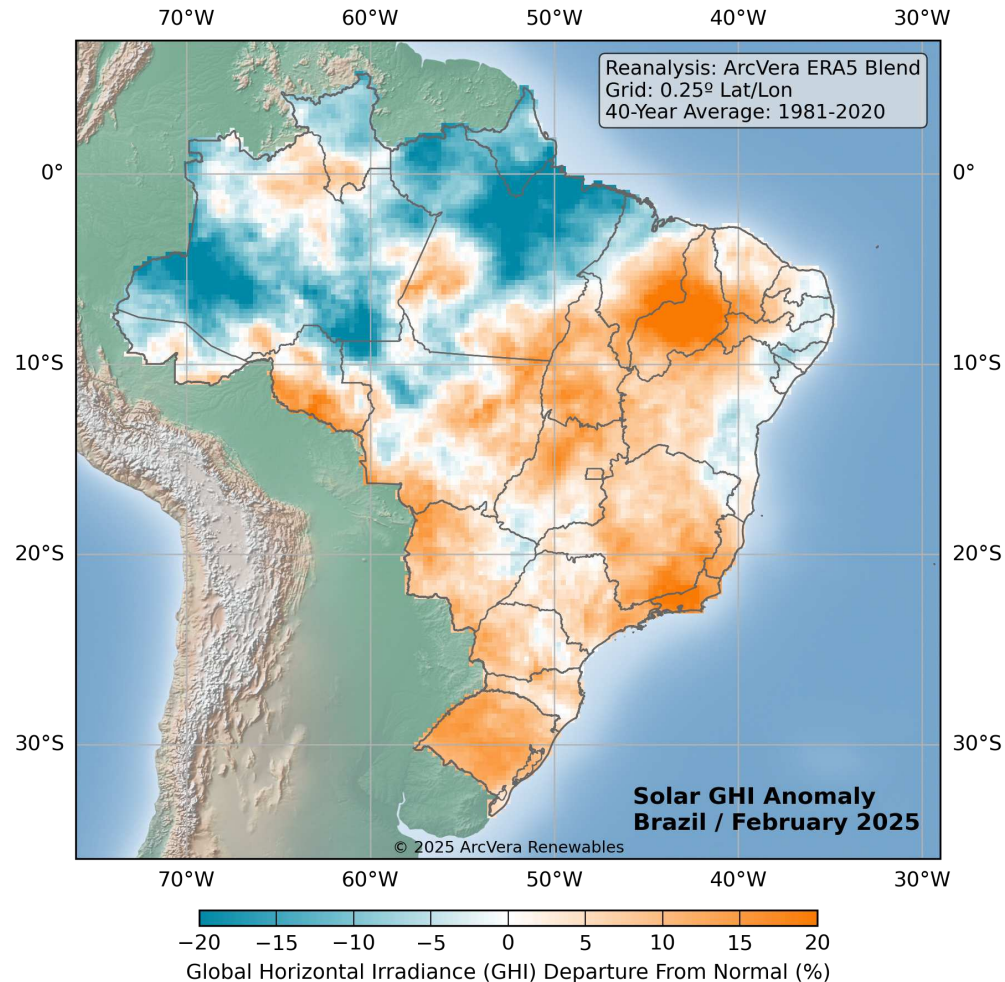 70°W 60°W 50°W 40°W 30°W
Reanalysis: ArcVera ERA5 Blend
Grid: 0.25º Lat/Lon
40-Year Average: 1981-2020
0° 0°
10°S 10°S
20°S 20°S
30°S 30°S
Solar GHI Anomaly
Brazil / February 2025
© 2025 ArcVera Renewables
70°W 60°W 50°W 40°W 30°W
−20 −15 −10 −5 0 5 10 15 20
Global Horizontal Irradiance (GHI) Departure From Normal (%)